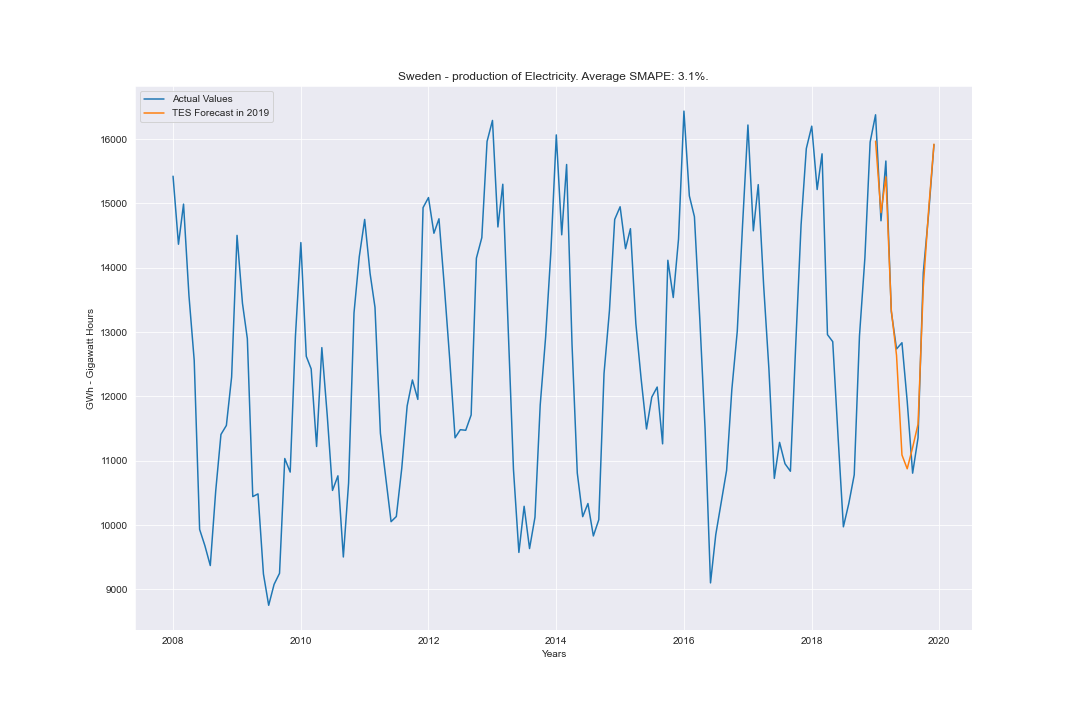 Sweden - production of Electricity. Average SMAPE: 3.1%.
Actual Values
TES Forecast in 2019
16000
15000
14000
13000
12000
11000
10000
9000
GWh - Gigawatt Hours
2008 2010 2012 2014 2016 2018 2020
Years